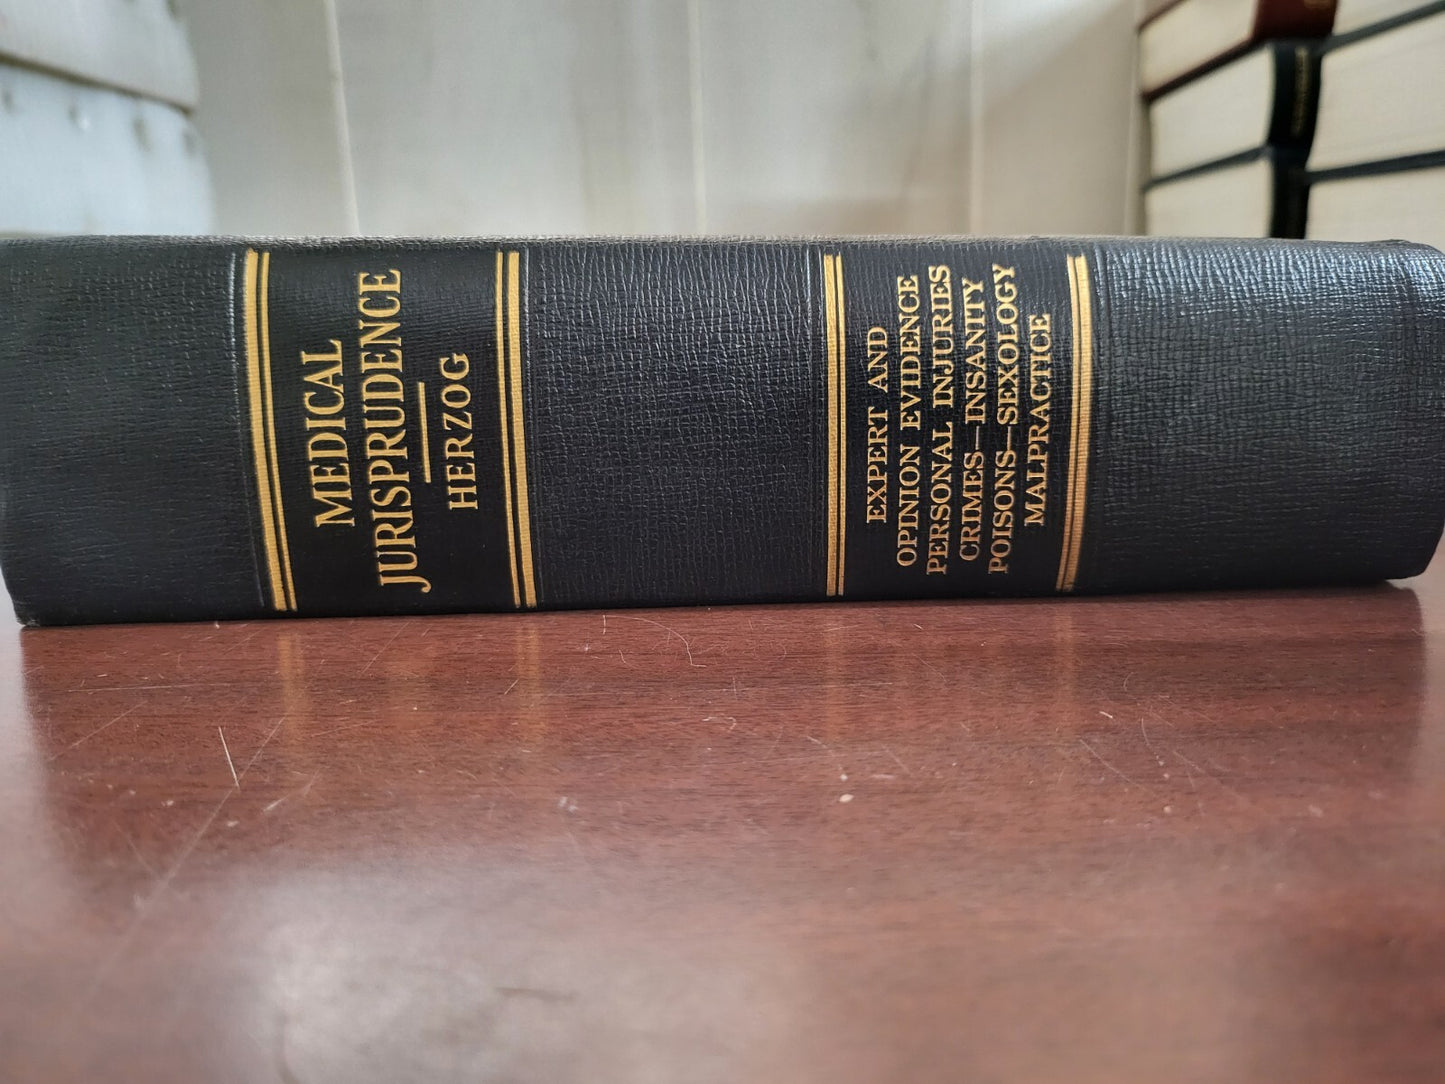 MEDICAL
JURISPRUDENCE
HERZOG
EXPERT AND
OPINION EVIDENCE
PERSONAL INJURIES
CRIMES—INSANITY
POISONS—SEXOLOGY
MALPRACTICE